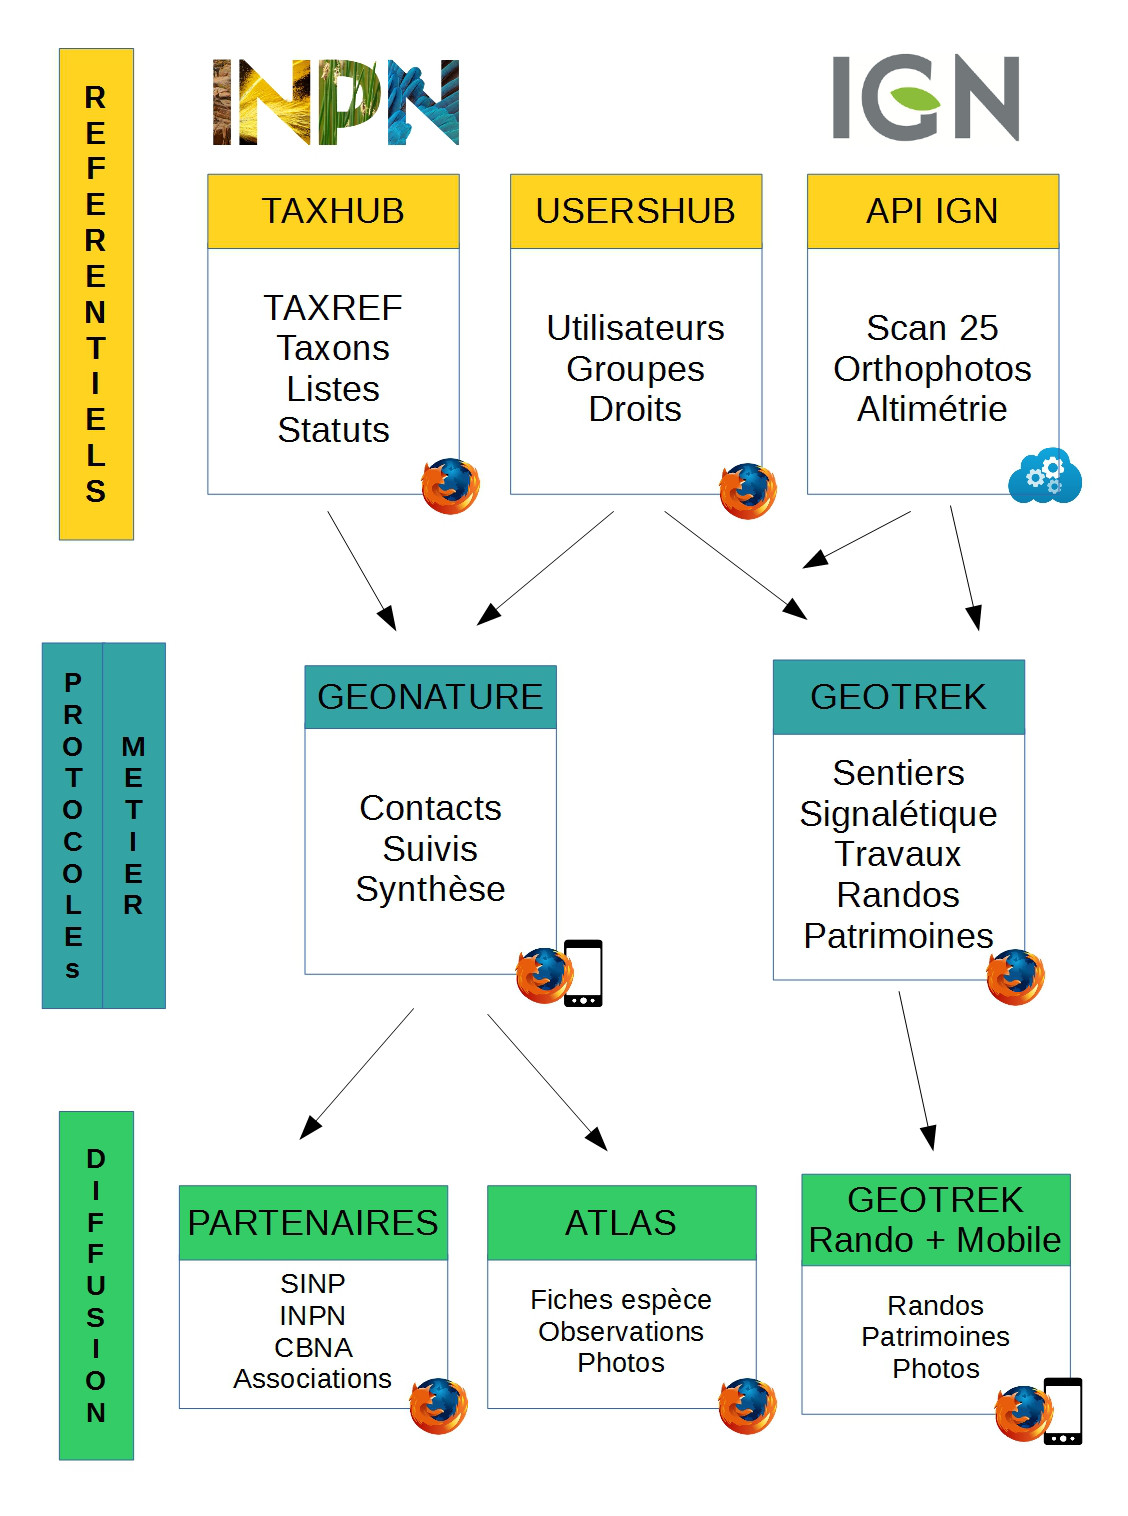 REFERENTIELS
INPN
IGN
TAXHUB
TAXREF
Taxons
Listes
Statuts
USERSHUB
Utilisateurs
Groupes
Droits
API IGN
Scan 25
Orthophotos
Altimétrie
PROTOCOLEs
METIER
GEONATURE
Contacts
Suivis
Synthèse
GEOTREK
Sentiers
Signalétique
Travaux
Randos
Patrimoines
DIFFUSION
PARTENAIRES
SINP
INPN
CBNA
Associations
ATLAS
Fiches espèce
Observations
Photos
GEOTREK
Rando + Mobile
Randos
Patrimoines
Photos